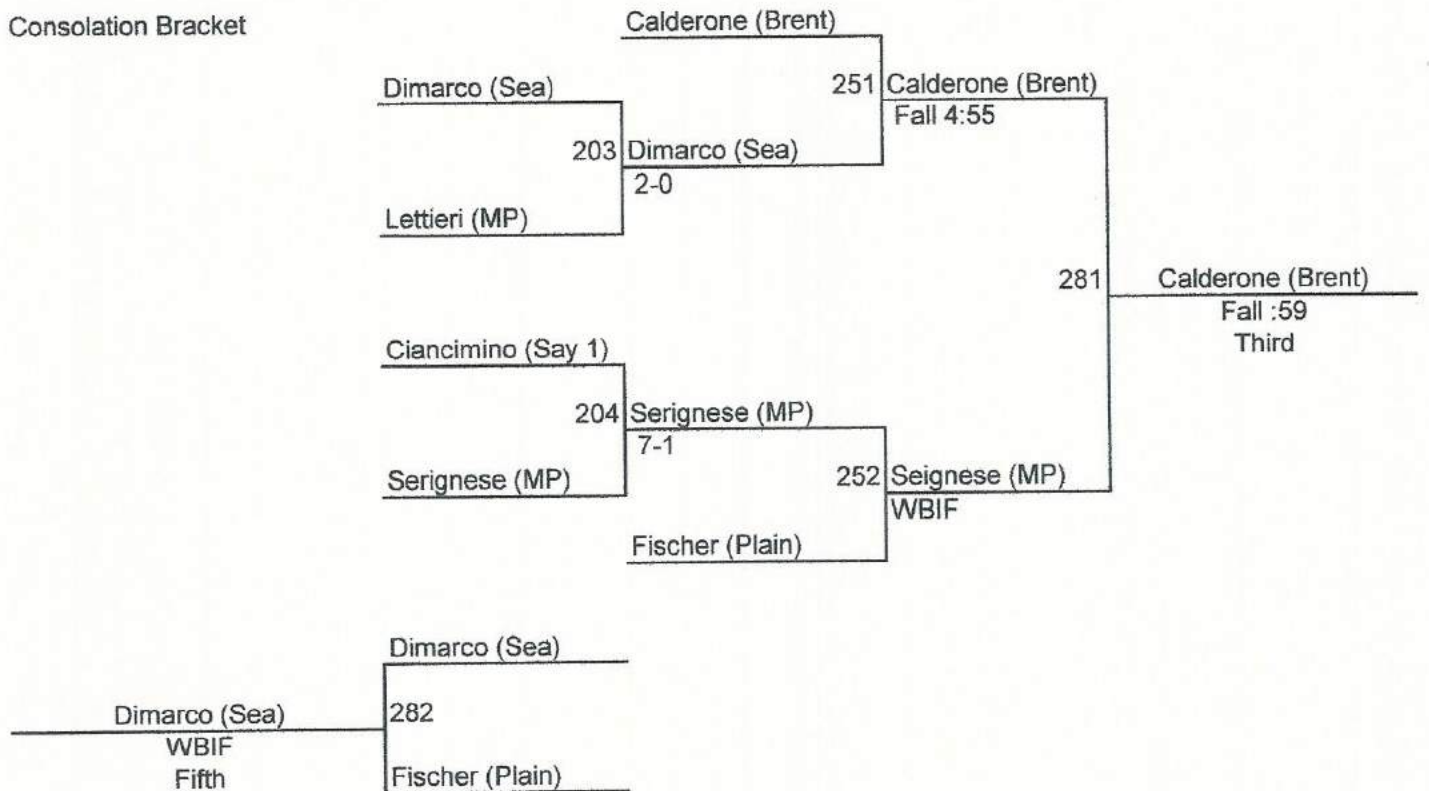 Consolation Bracket
Calderone (Brent)
Dimarco (Sea)
251 Calderone (Brent)
Fall 4:55
203 Dimarco (Sea)
2-0
Lettieri (MP)
281 Calderone (Brent)
Fall :59
Third
Ciancimino (Say 1)
204 Serignese (MP)
7-1
Serignese (MP)
252 Seignese (MP)
WBIF
Fischer (Plain)
Dimarco (Sea)
Dimarco (Sea) 282
WBIF
Fifth
Fischer (Plain)